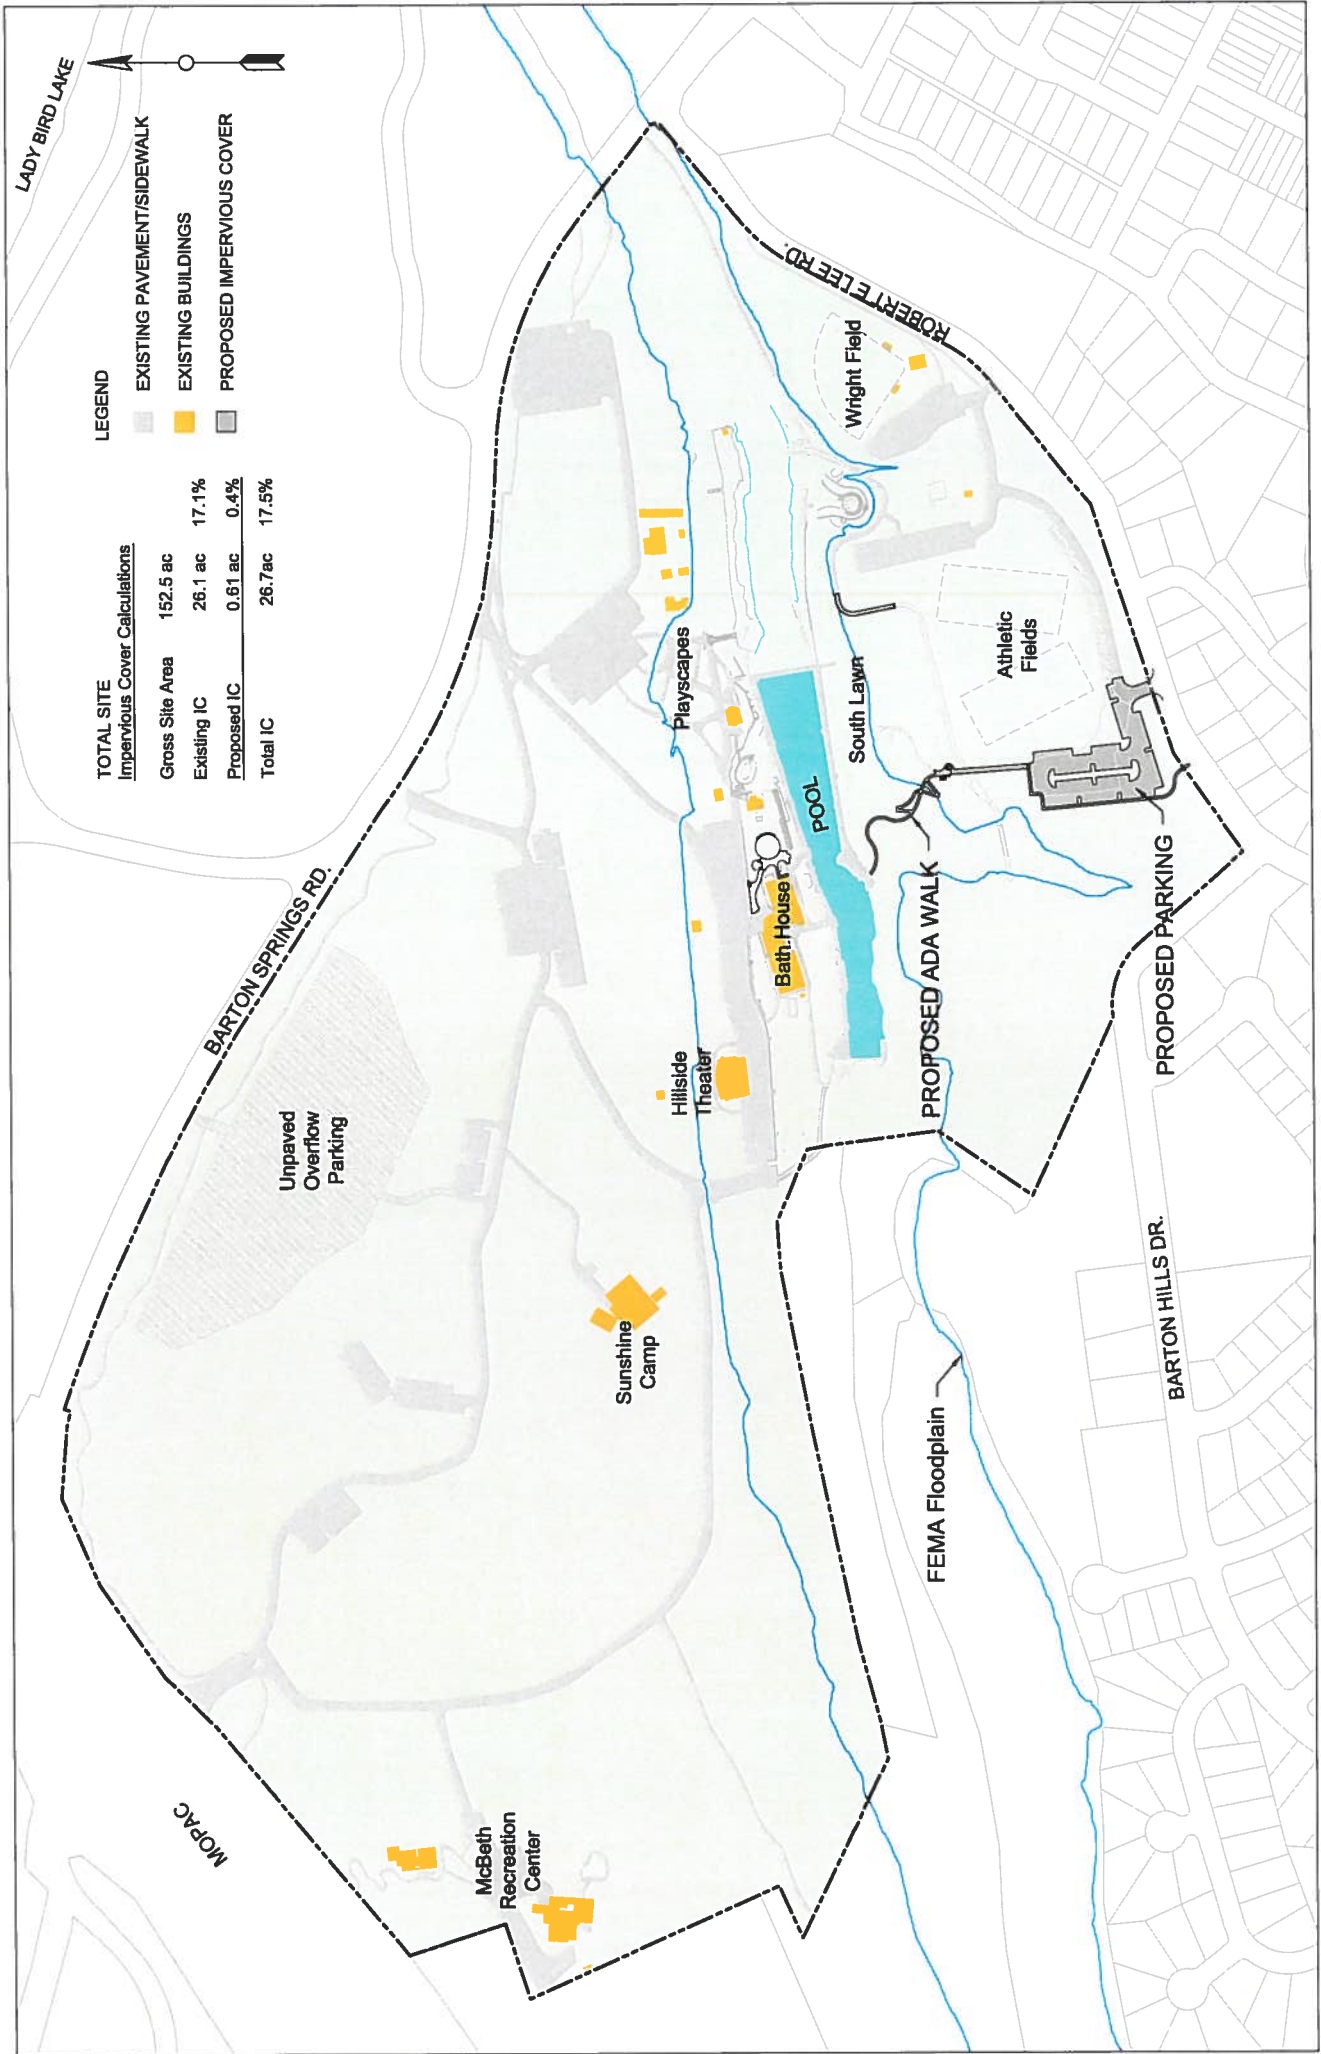 LADY BIRD LAKE
TOTAL SITE
Impervious Cover Calculations
Gross Site Area 152.5 ac
Existing IC 26.1 ac 17.1%
Proposed IC 0.61 ac 0.4%
Total IC 26.7ac 17.5%
LEGEND
EXISTING PAVEMENT/SIDEWALK
EXISTING BUILDINGS
PROPOSED IMPERVIOUS COVER
MOPAC
BARTON SPRINGS RD.
Unpaved
Overflow
Parking
McBeth
Recreation
Center
Sunshine
Camp
Hillside
Theater
Playscapes
Bath House
POOL
South Lawn
Wright Field
ROBERT E LEE RD.
Athletic
Fields
PROPOSED ADA WALK
PROPOSED PARKING
FEMA Floodplain
BARTON HILLS DR.